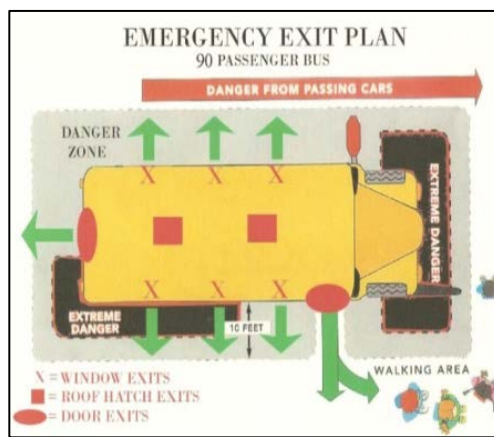 EMERGENCY EXIT PLAN
90 PASSENGER BUS
DANGER FROM PASSING CARS
DANGER
ZONE
X X X
EXTREME DANGER
X X X
EXTREME
DANGER
10 FEET
WALKING AREA
X = WINDOW EXITS
= ROOF HATCH EXITS
= DOOR EXITS